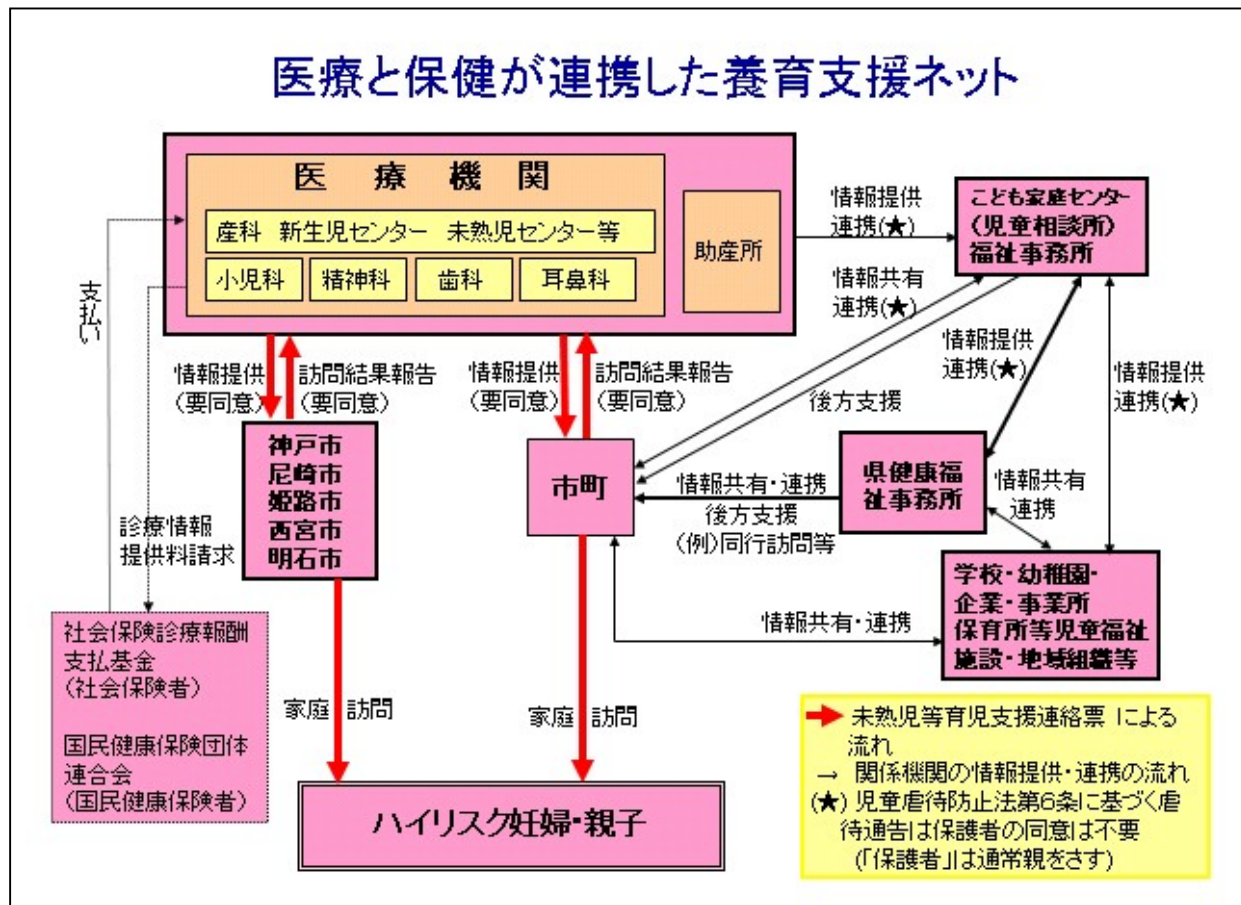 医療と保健が連携した養育支援ネット
医 療 機 関
産科 新生児センター 未熟児センター等
小児科
精神科
歯科
耳鼻科
助産所
情報提供
連携(★)
こども家庭センター
(児童相談所)
福祉事務所
情報共有
連携(★)
支払い
情報提供
(要同意)
訪問結果報告
(要同意)
情報提供
(要同意)
訪問結果報告
(要同意)
情報提供
連携(★)
情報提供
連携(★)
後方支援
神戸市
尼崎市
姫路市
西宮市
明石市
市町
情報共有・連携
後方支援
(例)同行訪問等
県健康福
祉事務所
情報共有
連携
診療情報
提供料請求
学校・幼稚園・
企業・事業所
保育所等児童福祉
施設・地域組織等
情報共有・連携
社会保険診療報酬
支払基金
(社会保険者)
国民健康保険団体
連合会
(国民健康保険者)
家庭 訪問
家庭 訪問
ハイリスク妊婦・親子
未熟児等育児支援連絡票 による
流れ
→ 関係機関の情報提供・連携の流れ
(★) 児童虐待防止法第6条に基づく虐
待通告は保護者の同意は不要
(「保護者」は通常親をさす)